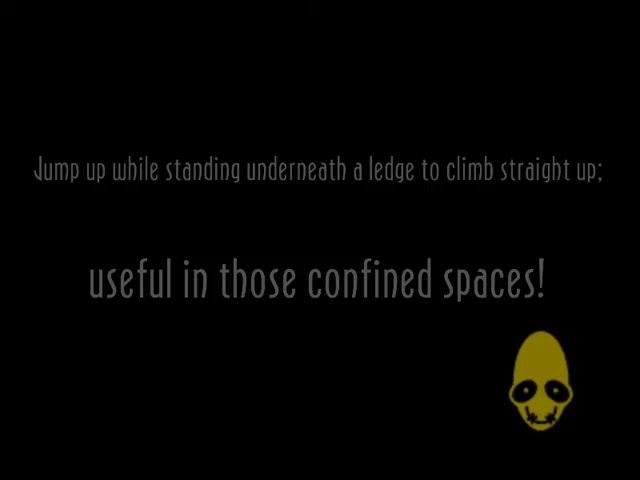 Jump up while standing underneath a ledge to climb straight up;
useful in those confined spaces!